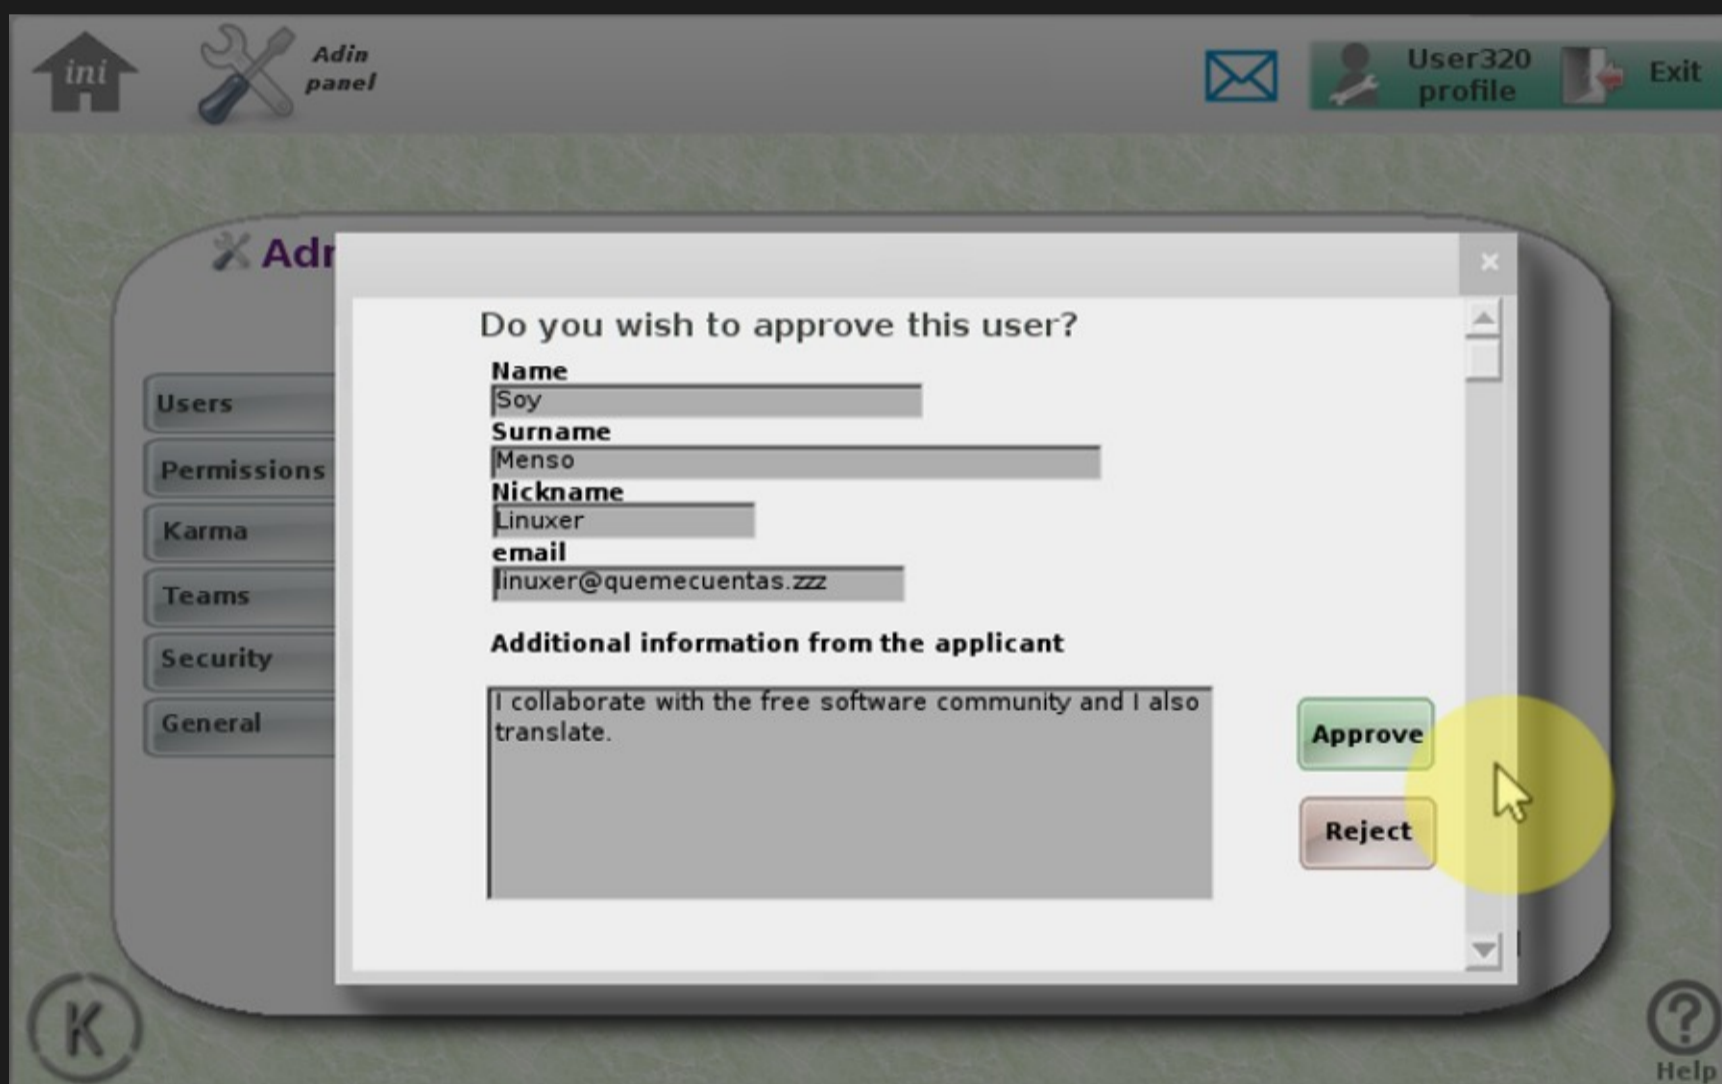 ini
Adin
panel
User320
profile
Exit
Adr
Do you wish to approve this user?
Name
Soy
Users
Surname
Menso
Permissions
Nickname
Linuxer
Karma
email
linuxer@quemecuentas.zzz
Teams
Additional information from the applicant
Security
I collaborate with the free software community and I also
translate.
General
Approve
Reject
K
?
Help